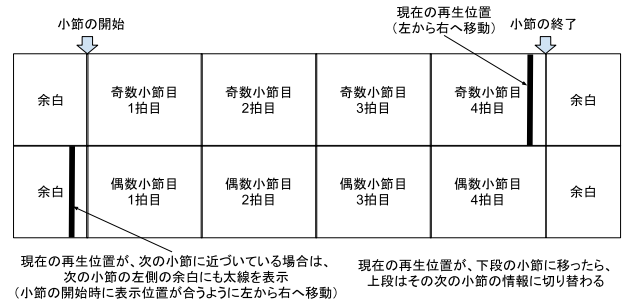 現在の再生位置
（左から右へ移動）
小節の開始
小節の終了
余白
奇数小節目
1拍目
奇数小節目
2拍目
奇数小節目
3拍目
奇数小節目
4拍目
余白
余白
偶数小節目
1拍目
偶数小節目
2拍目
偶数小節目
3拍目
偶数小節目
4拍目
余白
現在の再生位置が、次の小節に近づいている場合は、
次の小節の左側の余白にも太線を表示
（小節の開始時に表示位置が合うように左から右へ移動）
現在の再生位置が、下段の小節に移ったら、
上段はその次の小節の情報に切り替わる